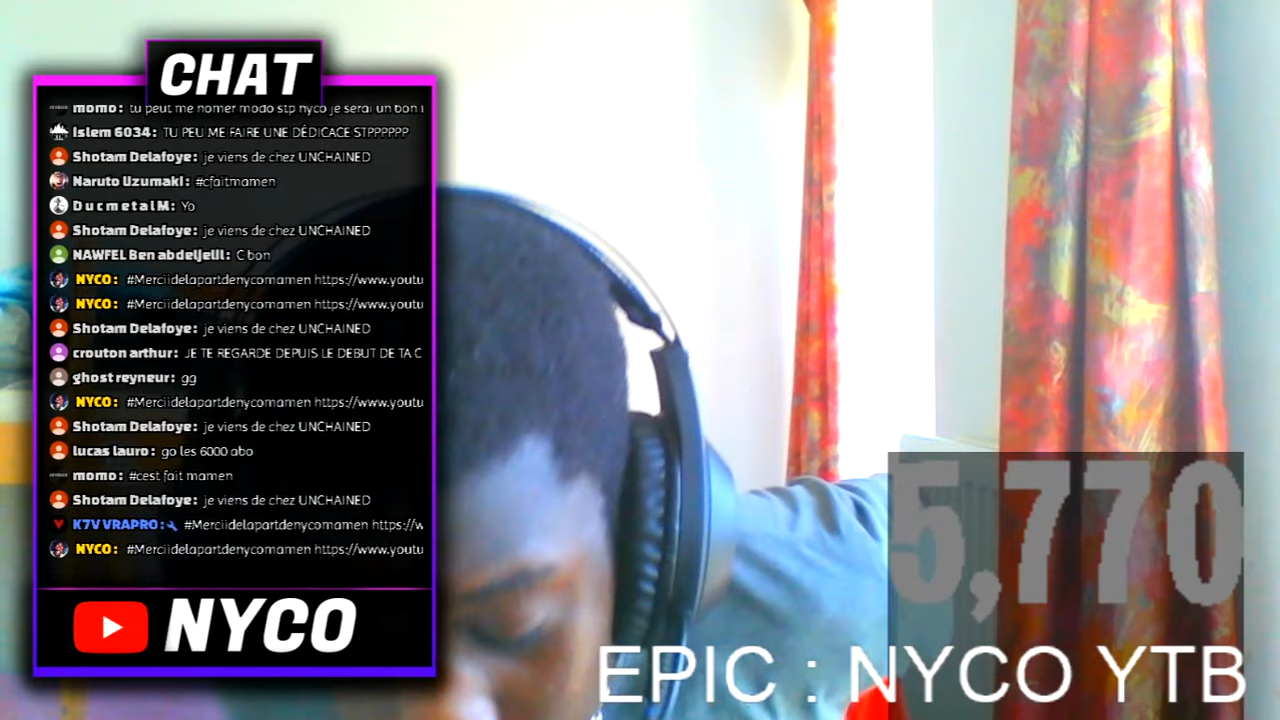 CHAT
momo: tu peut me nomer modo stp nyco je serai un bon
Islem 6034: TU PEU ME FAIRE UNE DÉDICACE STPPPPPP
Shotam Delafoye: je viens de chez UNCHAINED
Naruto Uzumaki: #cfaitmamen
D u c m e t a l M: Yo
Shotam Delafoye: je viens de chez UNCHAINED
NAWFEL Ben abdeljelil: C bon
NYCO: #Merciidelapartdenycomamen https://www.youtu
NYCO: #Merciidelapartdenycomamen https://www.youtu
Shotam Delafoye: je viens de chez UNCHAINED
crouton arthur: JE TE REGARDE DEPUIS LE DEBUT DE TA C
ghost reyneur: gg
NYCO: #Merciidelapartdenycomamen https://www.youtu
Shotam Delafoye: je viens de chez UNCHAINED
lucas lauro: go les 6000 abo
momo: #cest fait mamen
Shotam Delafoye: je viens de chez UNCHAINED
K7V VRAPRO: #Merciidelapartdenycomamen https://w
NYCO: #Merciidelapartdenycomamen https://www.youtu
NYCO
5,770
EPIC : NYCO YTB